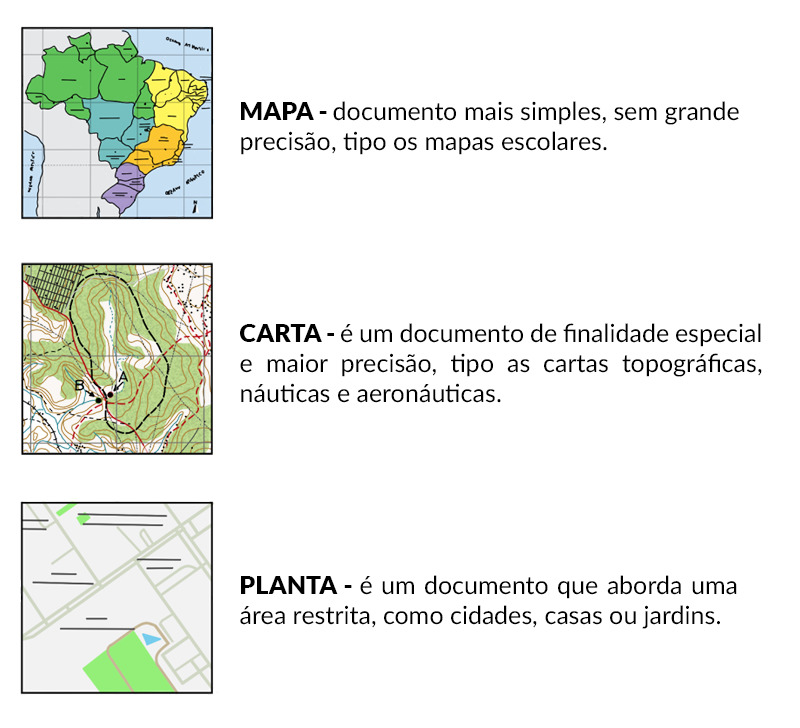 MAPA - documento mais simples, sem grande
precisão, tipo os mapas escolares.
CARTA - é um documento de finalidade especial
e maior precisão, tipo as cartas topográficas,
náuticas e aeronáuticas.
B
A
PLANTA - é um documento que aborda uma
área restrita, como cidades, casas ou jardins.